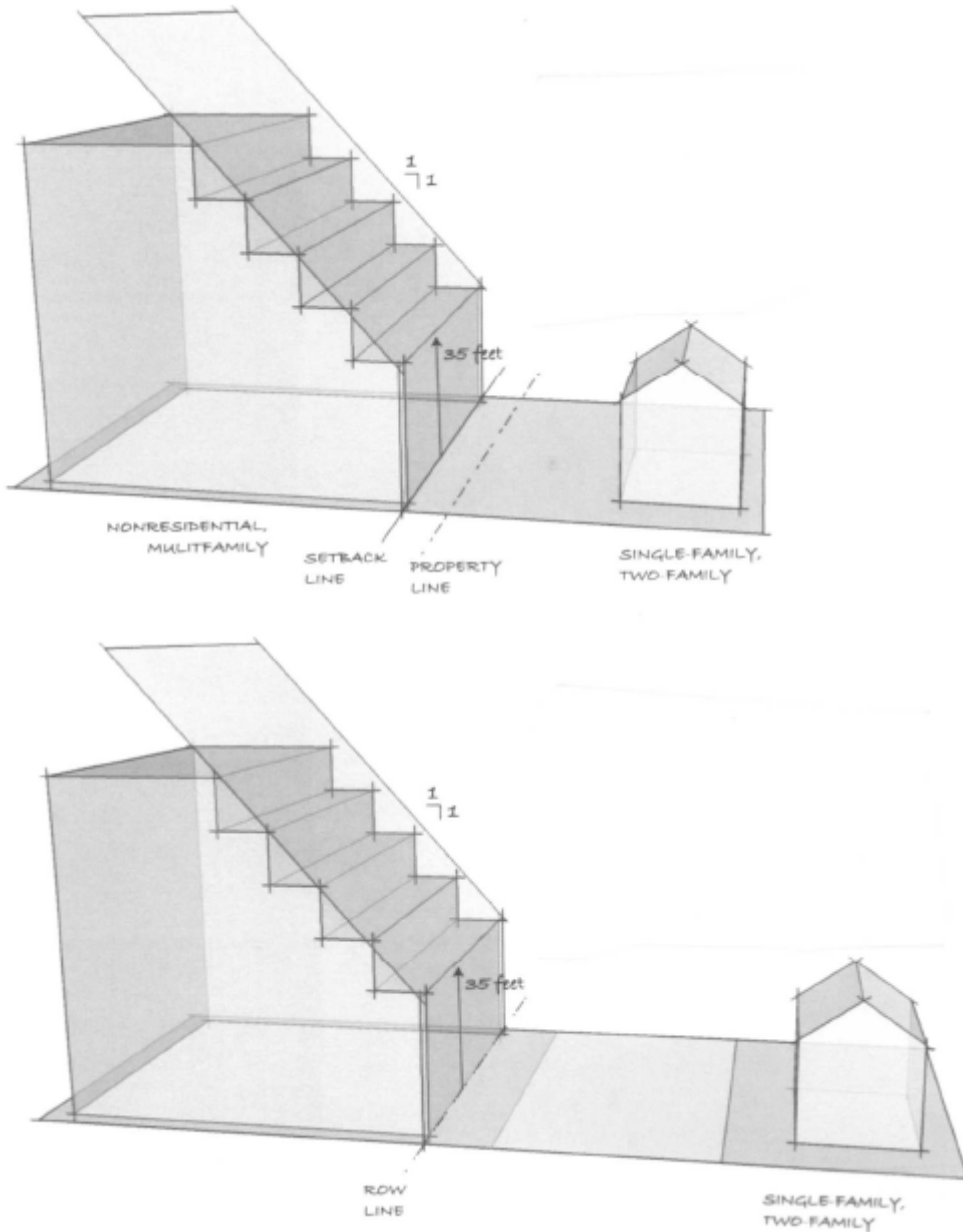 1
1
35 feet
NONRESIDENTIAL,
MULITFAMILY
SETBACK
LINE
PROPERTY
LINE
SINGLE-FAMILY,
TWO-FAMILY
1
1
35 feet
ROW
LINE
SINGLE-FAMILY,
TWO-FAMILY